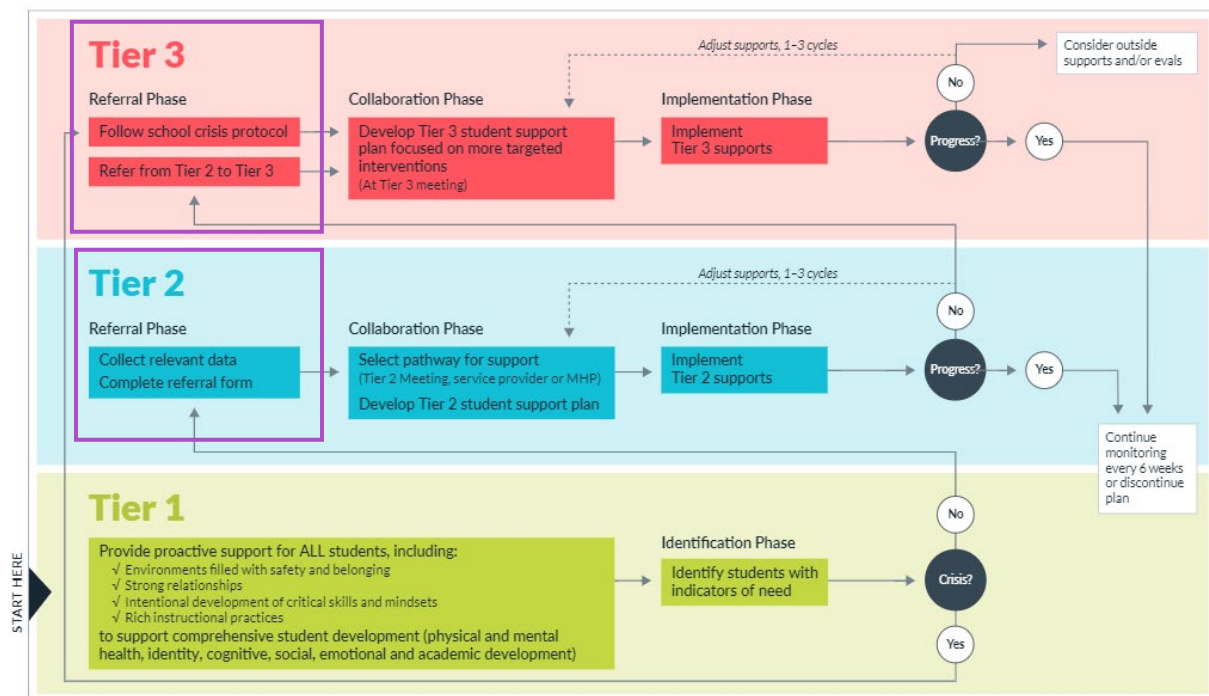 Tier 3
Adjust supports, 1–3 cycles
Consider outside
supports and/or evals
No
Referral Phase
Collaboration Phase
Implementation Phase
Follow school crisis protocol
Refer from Tier 2 to Tier 3
Develop Tier 3 student support
plan focused on more targeted
interventions
(At Tier 3 meeting)
Implement
Tier 3 supports
Progress?
Yes
Tier 2
Adjust supports, 1–3 cycles
No
Referral Phase
Collaboration Phase
Implementation Phase
Collect relevant data
Complete referral form
Select pathway for support
(Tier 2 Meeting, service provider or MHP)
Develop Tier 2 student support plan
Implement
Tier 2 supports
Progress?
Yes
Continue
monitoring
every 6 weeks
or discontinue
plan
Tier 1
No
START HERE
Provide proactive support for ALL students, including:
√ Environments filled with safety and belonging
√ Strong relationships
√ Intentional development of critical skills and mindsets
√ Rich instructional practices
to support comprehensive student development (physical and mental
health, identity, cognitive, social, emotional and academic development)
Identification Phase
Identify students with
indicators of need
Crisis?
Yes